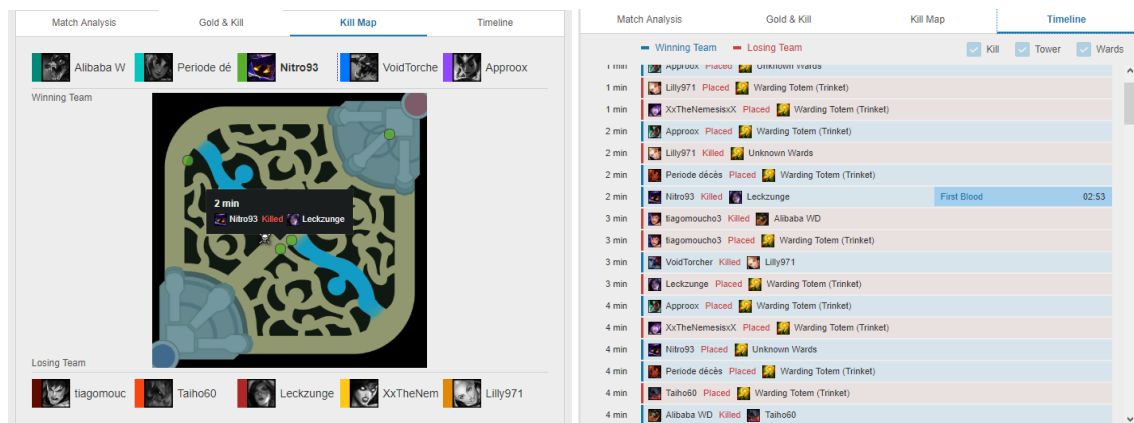 Match Analysis Gold & Kill Kill Map Timeline
Alibaba W Periode dé Nitro93 VoidTorche Approox
Winning Team
2 min
Nitro93 Killed Leckzunge
Losing Team
tiagomouc Taiho60 Leckzunge XxTheNem Lilly971
Match Analysis Gold & Kill Kill Map Timeline
Winning Team Losing Team Kill Tower Wards
1 min Approox Placed Unknown Wards
1 min Lilly971 Placed Warding Totem (Trinket)
1 min XxTheNemesisxX Placed Warding Totem (Trinket)
2 min Approox Placed Warding Totem (Trinket)
2 min Lilly971 Killed Unknown Wards
2 min Periode décès Placed Warding Totem (Trinket)
2 min Nitro93 Killed Leckzunge First Blood 02:53
3 min tiagomoucho3 Killed Alibaba WD
3 min tiagomoucho3 Placed Warding Totem (Trinket)
3 min VoidTorcher Killed Lilly971
3 min Leckzunge Placed Warding Totem (Trinket)
4 min Approox Placed Warding Totem (Trinket)
4 min XxTheNemesisxX Placed Warding Totem (Trinket)
4 min Nitro93 Placed Unknown Wards
4 min Periode décès Placed Warding Totem (Trinket)
4 min Taiho60 Placed Warding Totem (Trinket)
4 min Alibaba WD Killed Taiho60